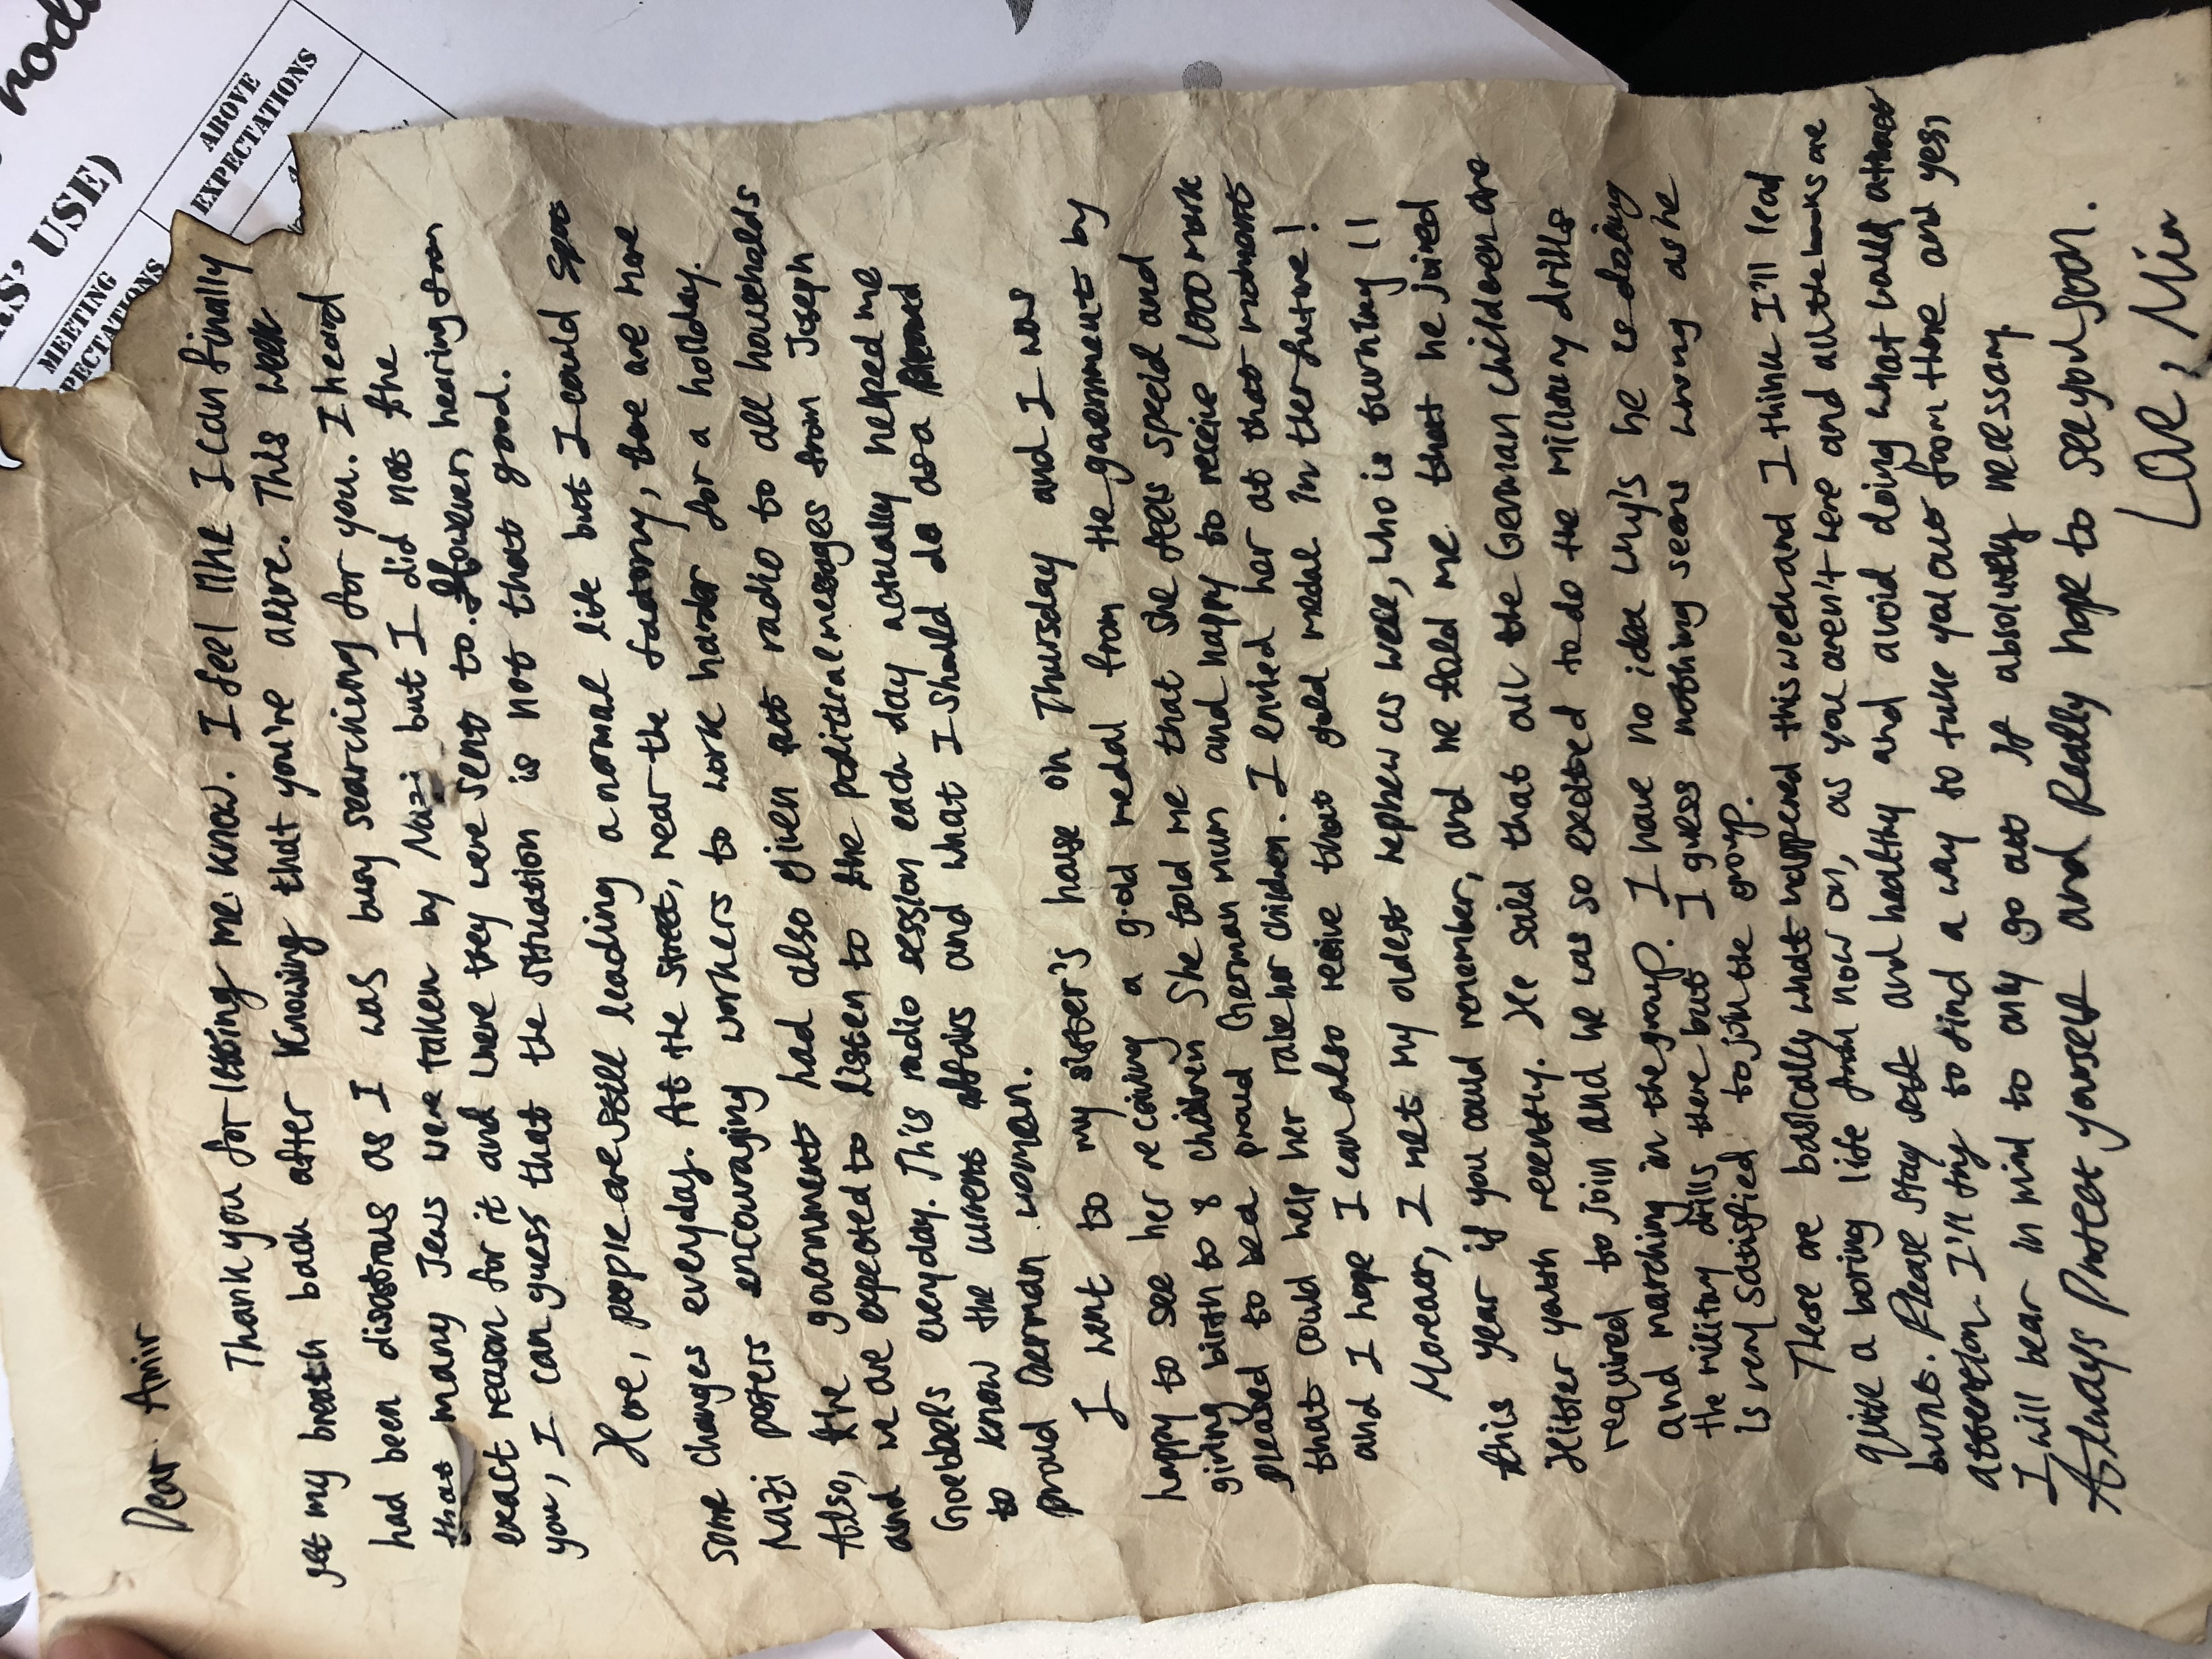 RS' USE)
MEETING
PECTATIONS
ABOVE
EXPECTATIONS
Dear Amir
Thank you for letting me know. I feel like I can finally
get my breath back after knowing that you're alive. This week
had been disastrous as I was busy searching for you. I heard
that many Jews were taken by Nazi but I did not the
exact reason for it and where they were sent to. However, hearing from
you, I can guess that the situation is not that good.
Here, people are still leading a normal life but I could spot
some changes everyday. At the street, near the factory, there are more
Nazi posters encouraging workers to work harder for a holiday.
Also, the government had also given out radio to all households
and we are expected to listen to the political messages from Joseph
Goebbels everyday. This radio session each day actually helped me
to know the current affairs and what I should do as a
proud German woman.
I went to my sister's house on Thursday and I was
happy to see her receiving a gold medal from the government by
giving birth to 8 children She told me that she feels special and
pleased to be a proud German mum and happy to receive 1000 mark
that could help her raise her children. I envied her at that moment
and I hope I can also receive that gold medal in the future!
Moreover, I met my oldest nephew as well, who is turning 11
this year if you could remember, and he told me that he joined
Hitler youth recently. He said that all the German children are
required to join and he was so excited to do the military drills
and marching in the group. I have no idea why's he is doing
the military drills there but I guess nothing seems wrong as he
is very satisfied to join the group.
These are basically what happened this week and I think I'll lead
quite a boring life from now on, as you aren't here and all the books are
burnt. Please stay safe and healthy and avoid doing what could attract
attention. I'll try to find a way to take you out from there and yes,
I will bear in mind to only go out if absolutely necessary.
Always Protect yourself and Really hope to see you soon.
Love, Mia